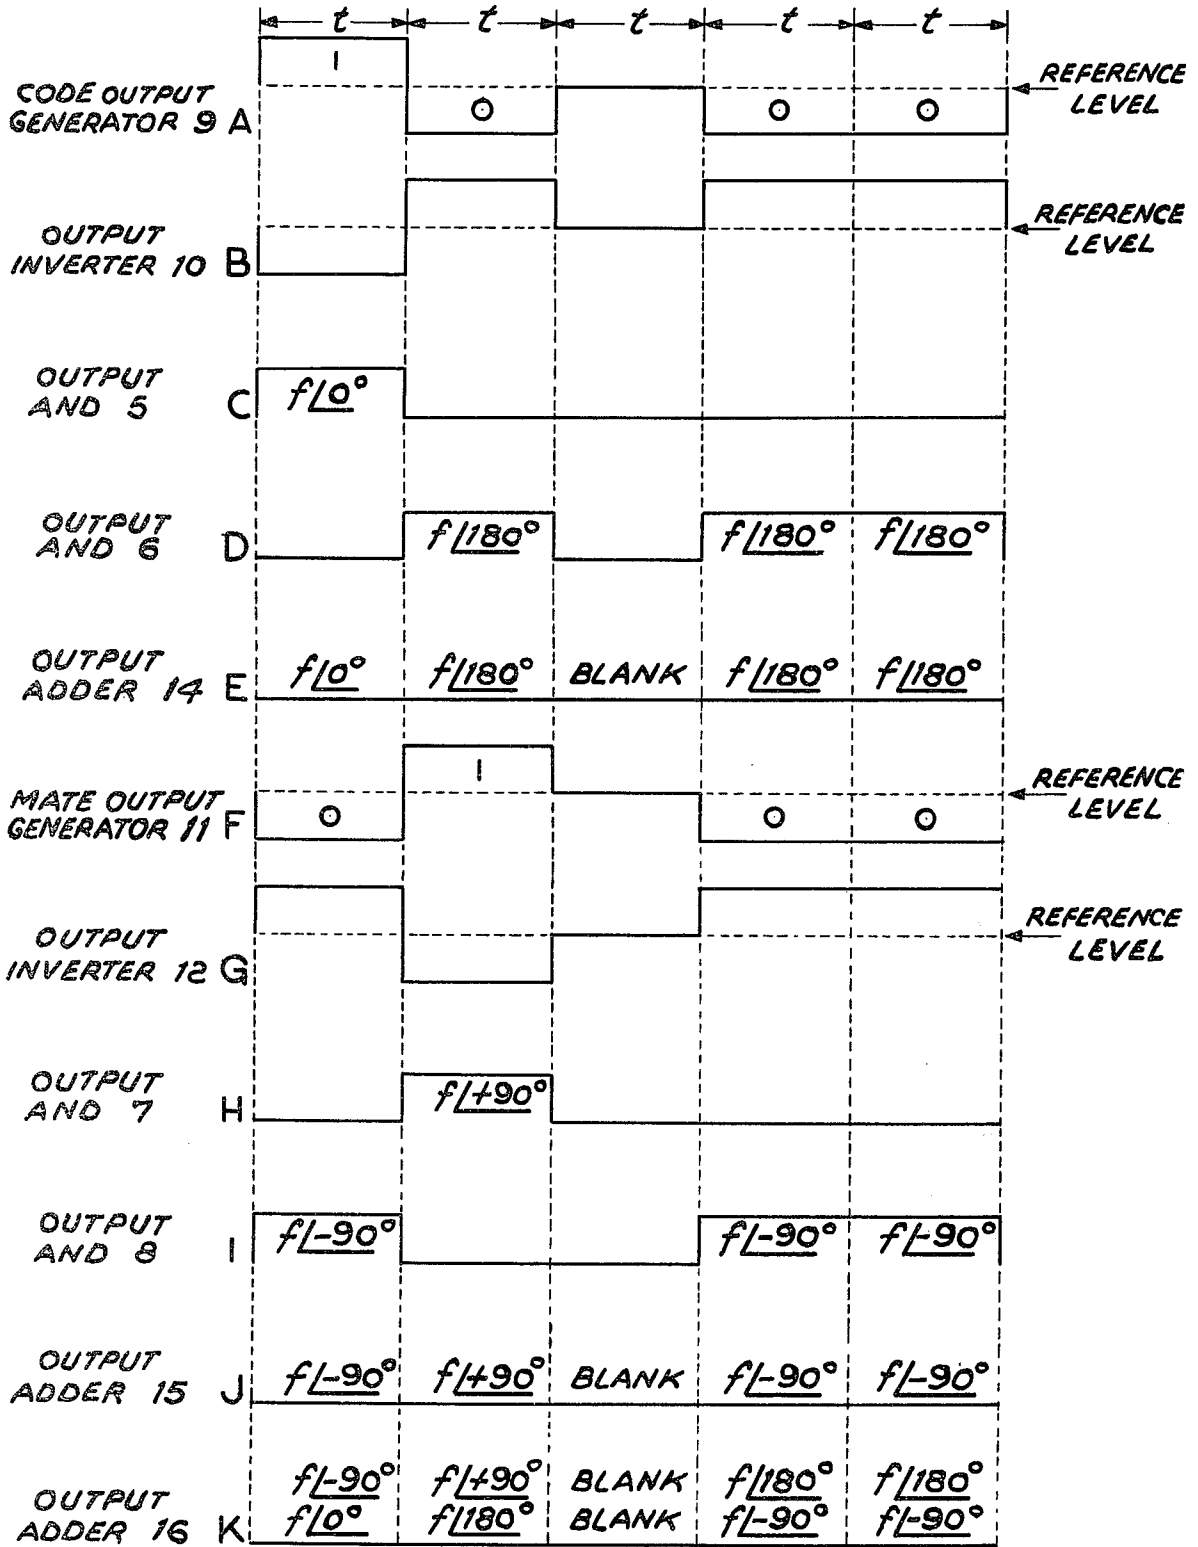 t t t t t
1
REFERENCE
LEVEL
CODE OUTPUT
GENERATOR 9 A
0 0 0
REFERENCE
LEVEL
OUTPUT
INVERTER 10 B
OUTPUT
AND 5 C
f/0°
OUTPUT
AND 6 D
f/180° f/180° f/180°
OUTPUT
ADDER 14 E
f/0° f/180° BLANK f/180° f/180°
1
REFERENCE
LEVEL
MATE OUTPUT
GENERATOR 11 F
0 0 0
REFERENCE
LEVEL
OUTPUT
INVERTER 12 G
OUTPUT
AND 7 H
f/+90°
OUTPUT
AND 8 I
f/-90° f/-90° f/-90°
OUTPUT
ADDER 15 J
f/-90° f/+90° BLANK f/-90° f/-90°
f/-90° f/+90° BLANK f/180° f/180°
OUTPUT
ADDER 16 K
f/0° f/180° BLANK f/-90° f/-90°